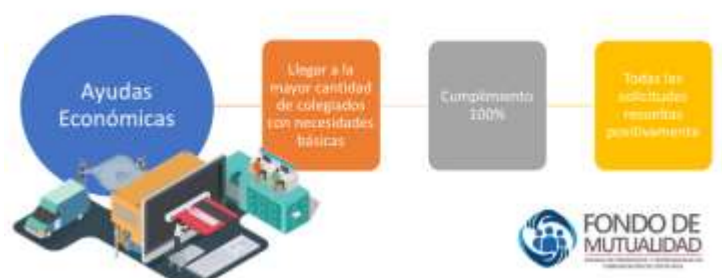 Ayudas
Económicas
Llegar a la
mayor cantidad
de colegiados
con necesidades
básicas
Cumplimiento
100%
Todas las
solicitudes
resueltas
positivamente
FONDO DE
MUTUALIDAD